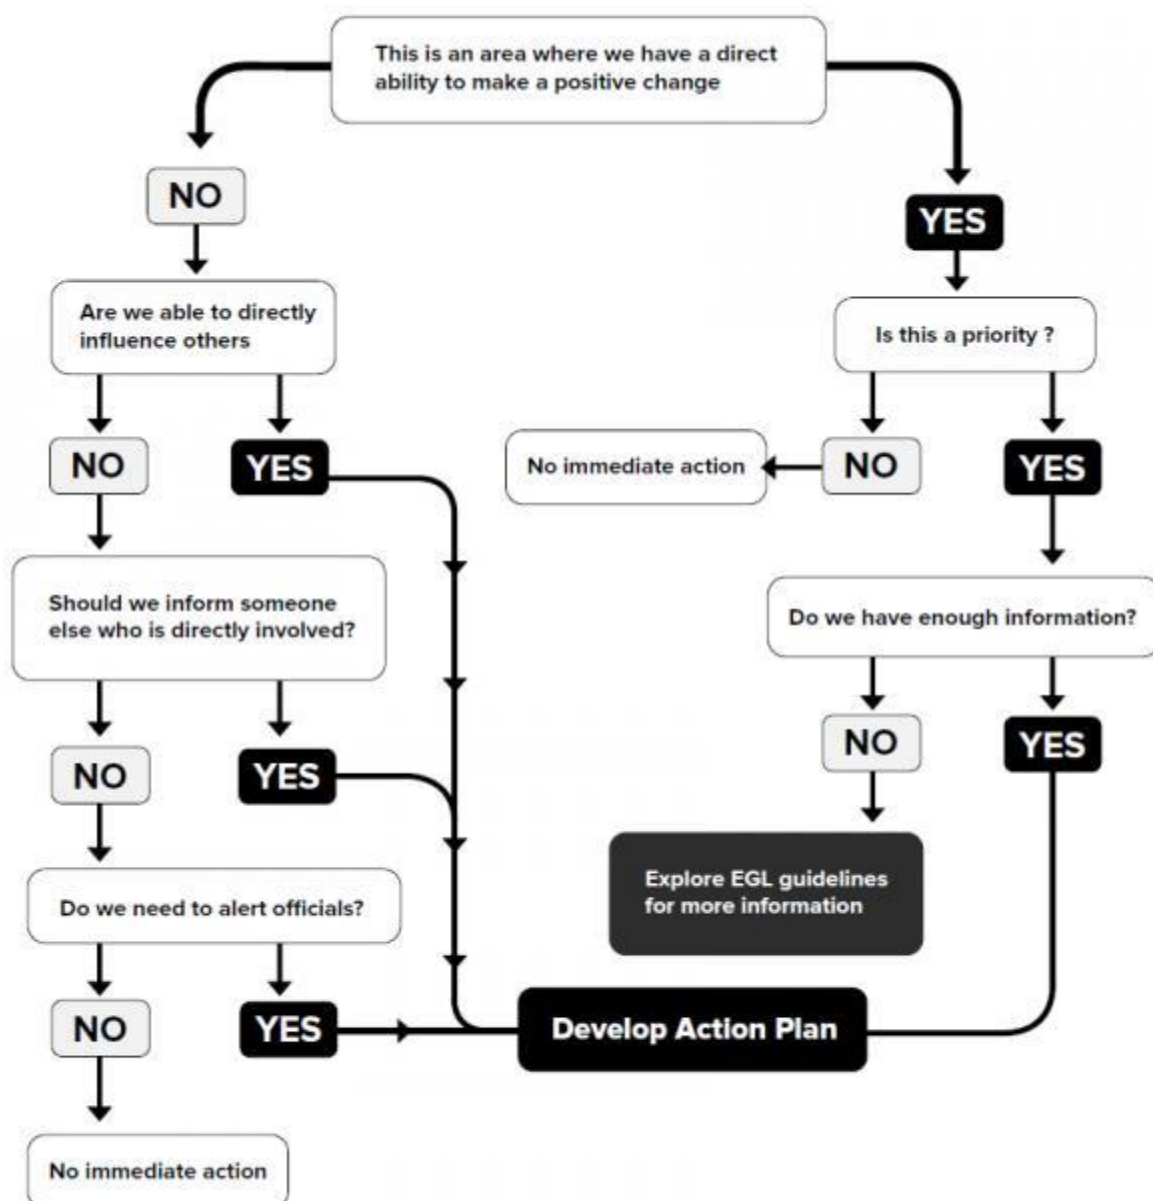 This is an area where we have a direct
ability to make a positive change
NO
YES
Are we able to directly
influence others
Is this a priority ?
NO
YES
No immediate action
NO
YES
Should we inform someone
else who is directly involved?
Do we have enough information?
NO
YES
NO
YES
Do we need to alert officials?
Explore EGL guidelines
for more information
NO
YES
Develop Action Plan
No immediate action